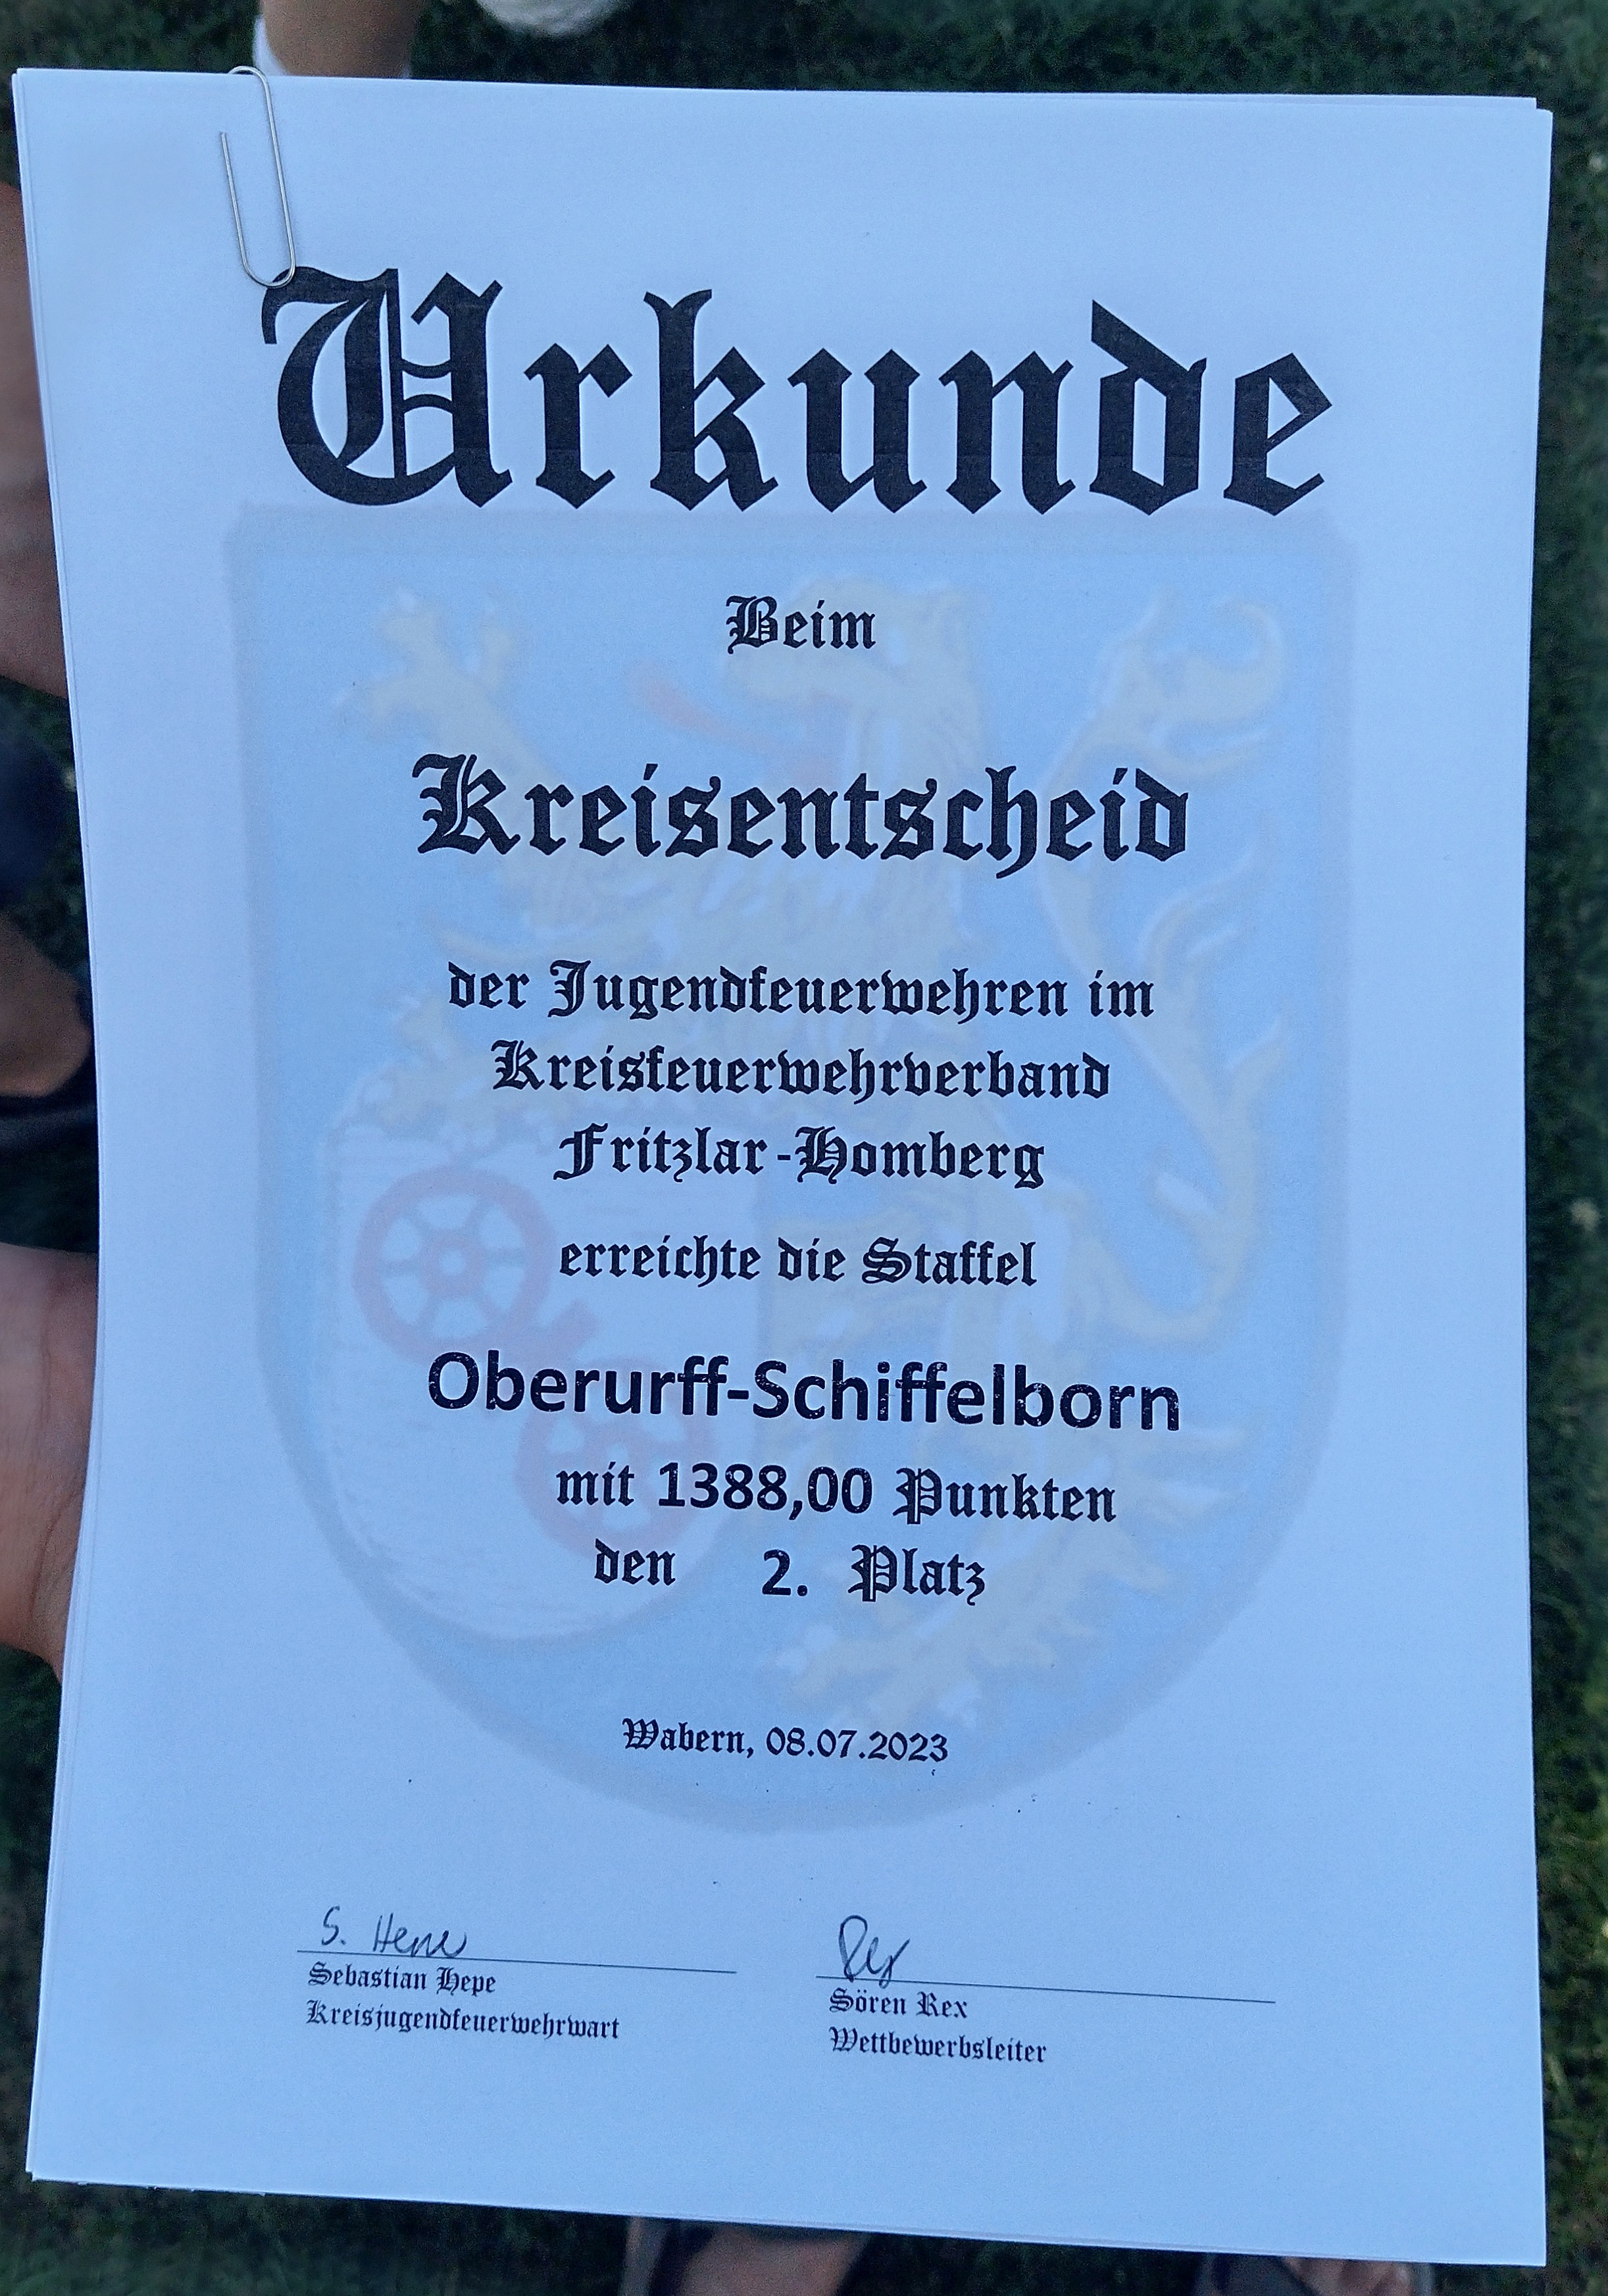 Urkunde
Beim
Kreisentscheid
der Jugendfeuerwehren im
Kreisfeuerwehrverband
Fritzlar-Homberg
erreichte die Staffel
Oberurff-Schiffelborn
mit 1388,00 Punkten
den 2. Platz
Wabern, 08.07.2023
S. Hepe
Rex
Sebastian Hepe
Kreisjugendfeuerwehrwart
Sören Rex
Wettbewerbsleiter